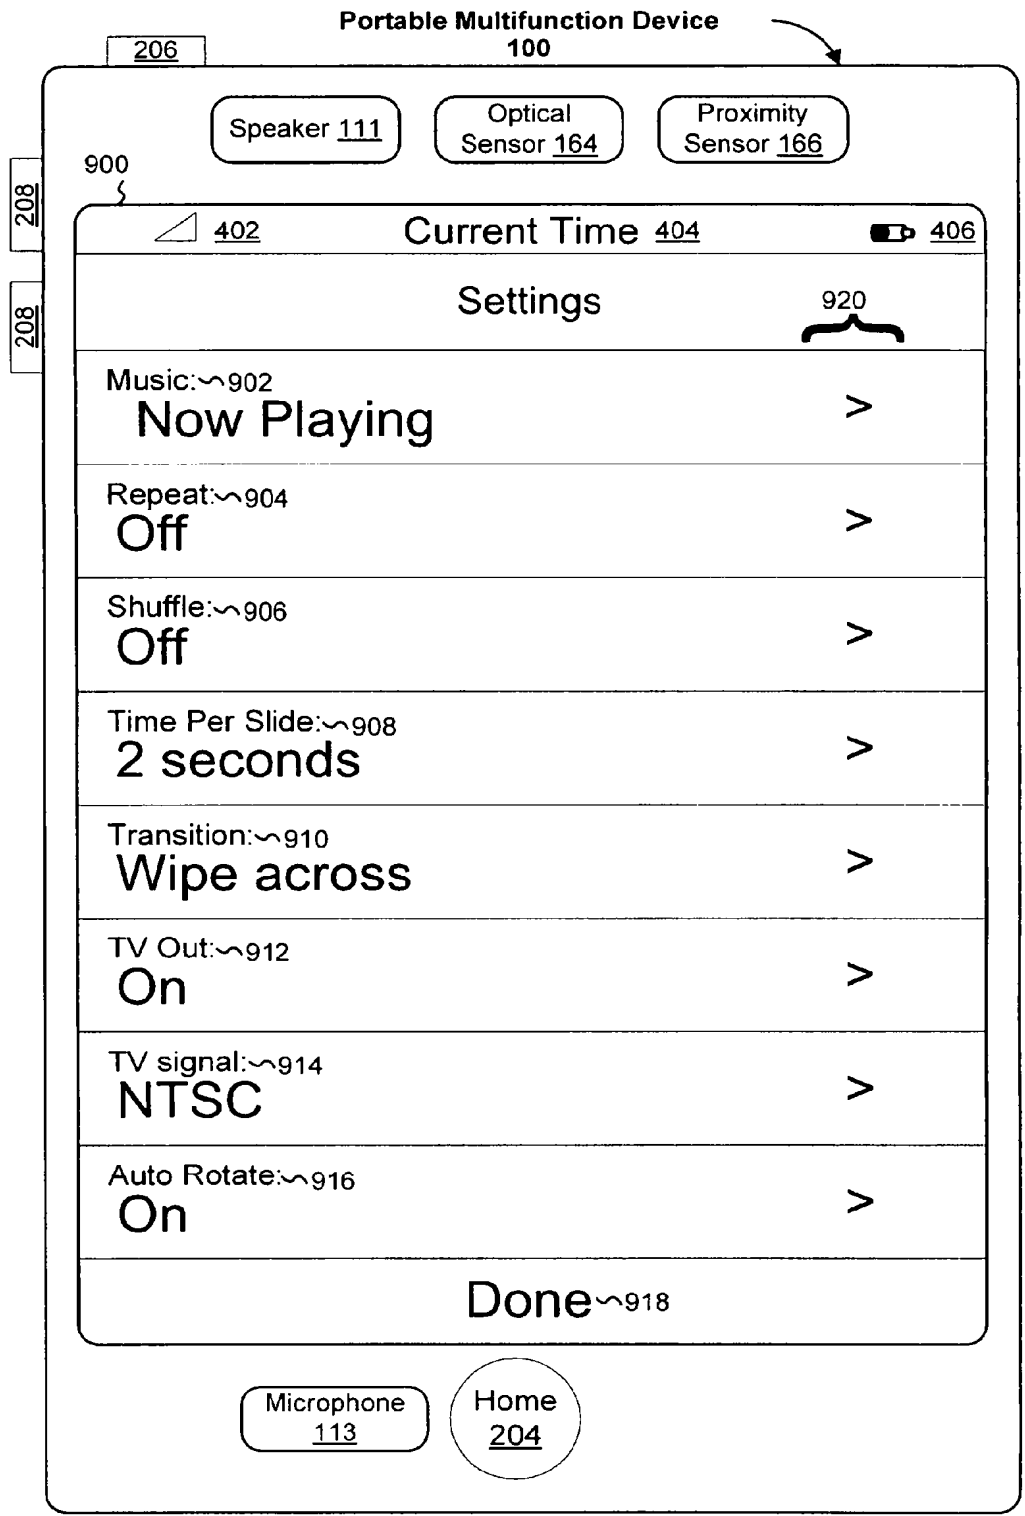 Portable Multifunction Device
100
206
Speaker 111
Optical
Sensor 164
Proximity
Sensor 166
900
208
208
402
Current Time 404
406
Settings
920
Music: 902
Now Playing
>
Repeat: 904
Off
>
Shuffle: 906
Off
>
Time Per Slide: 908
2 seconds
>
Transition: 910
Wipe across
>
TV Out: 912
On
>
TV signal: 914
NTSC
>
Auto Rotate: 916
On
>
Done 918
Microphone
113
Home
204